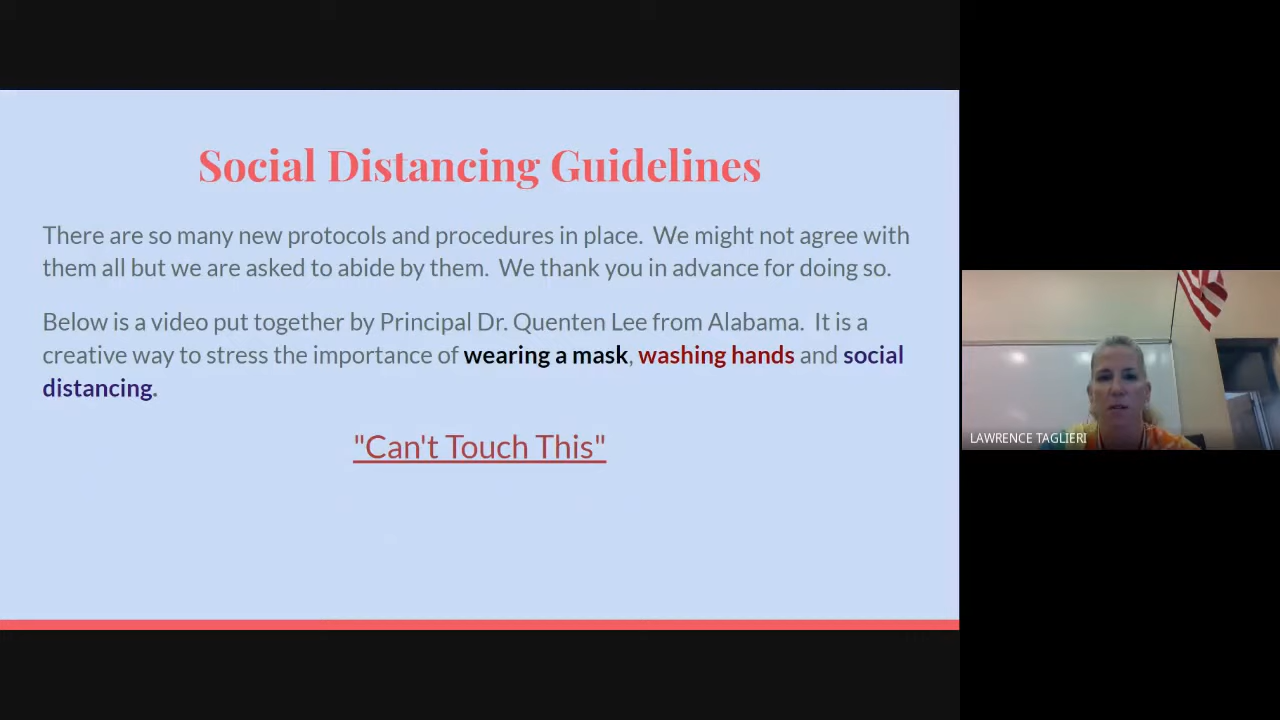 Social Distancing Guidelines
There are so many new protocols and procedures in place.  We might not agree with
them all but we are asked to abide by them.  We thank you in advance for doing so.
Below is a video put together by Principal Dr. Quenten Lee from Alabama.  It is a
creative way to stress the importance of wearing a mask, washing hands and social
distancing.
"Can't Touch This"
LAWRENCE TAGLIERI